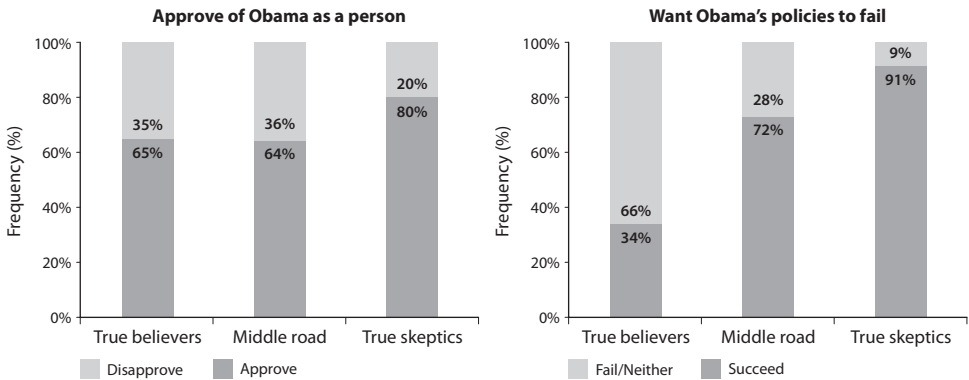 Approve of Obama as a person
Frequency (%)
100%
80%
60%
40%
20%
0%
35%
65%
36%
64%
20%
80%
True believers
Middle road
True skeptics
Disapprove
Approve
Want Obama's policies to fail
Frequency (%)
100%
80%
60%
40%
20%
0%
66%
34%
28%
72%
9%
91%
True believers
Middle road
True skeptics
Fail/Neither
Succeed